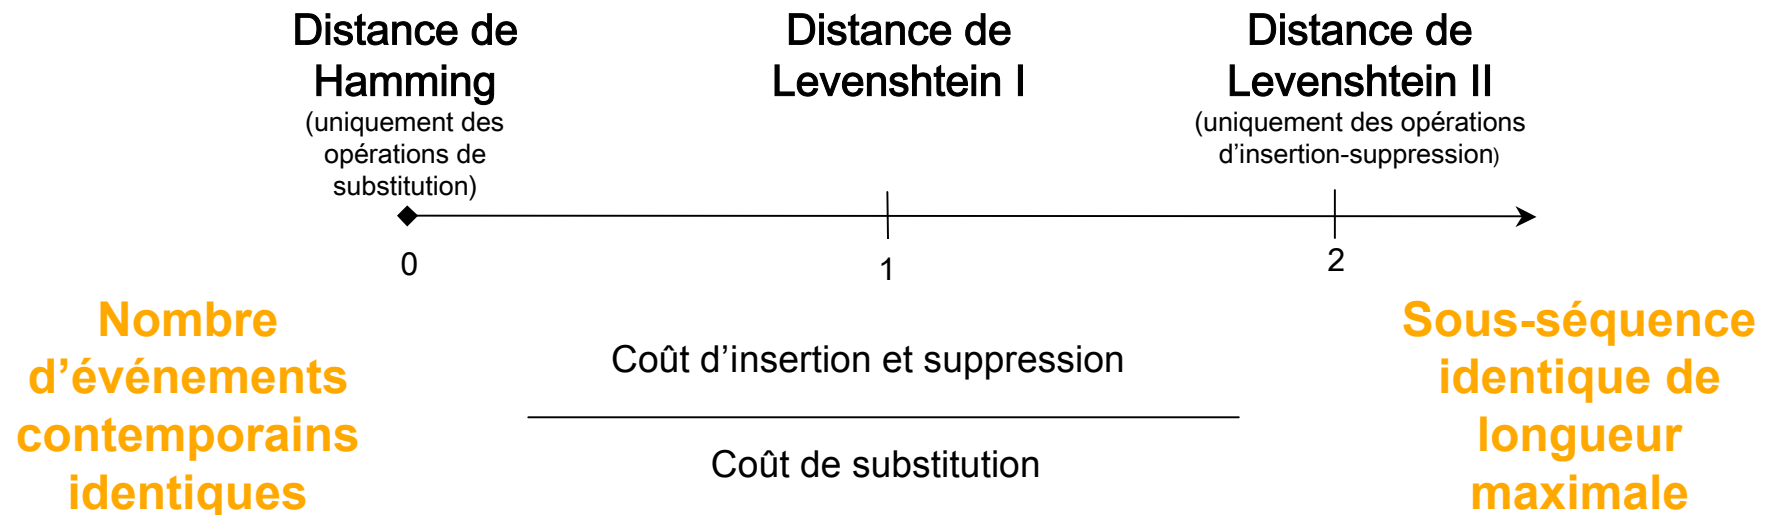 Distance de
Hamming
(uniquement des
opérations de
substitution)
Distance de
Levenshtein I
Distance de
Levenshtein II
(uniquement des opérations
d’insertion-suppression)
0
1
2
Nombre
d’événements
contemporains
identiques
Coût d’insertion et suppression
Coût de substitution
Sous-séquence
identique de
longueur
maximale